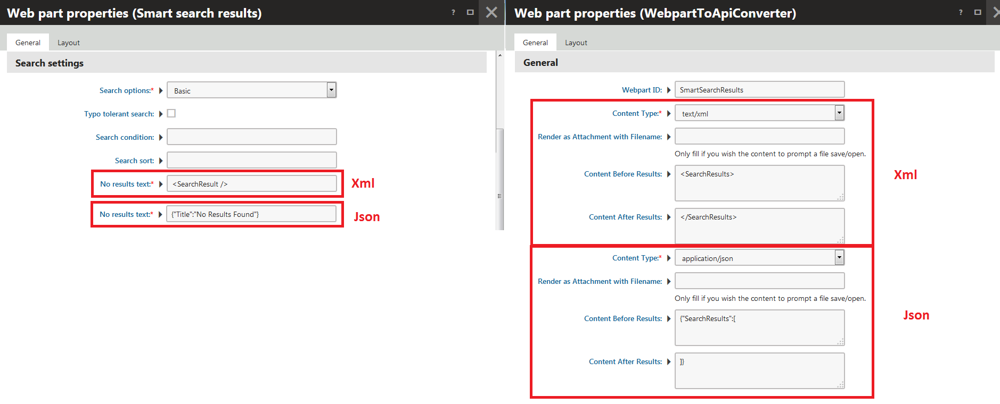 Web part properties (Smart search results)
?
General
Layout
Search settings
Search options:*
Basic
Typo tolerant search:
Search condition:
Search sort:
No results text:*
<SearchResult />
Xml
No results text:*
{"Title":"No Results Found"}
Json
Web part properties (WebpartToApiConverter)
?
General
Layout
General
Webpart ID:
SmartSearchResults
Content Type:*
text/xml
Render as Attachment with Filename:
Only fill if you wish the content to prompt a file save/open.
Content Before Results:
<SearchResults>
Xml
Content After Results:
</SearchResults>
Content Type:*
application/json
Render as Attachment with Filename:
Only fill if you wish the content to prompt a file save/open.
Content Before Results:
{"SearchResults":[
Json
Content After Results:
]}